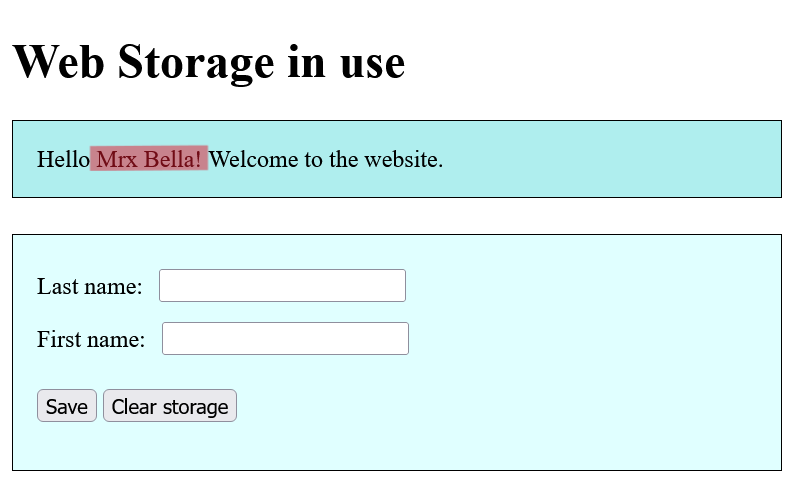 Web Storage in use
Hello Mrx Bella! Welcome to the website.
Last name:
First name:
Save Clear storage